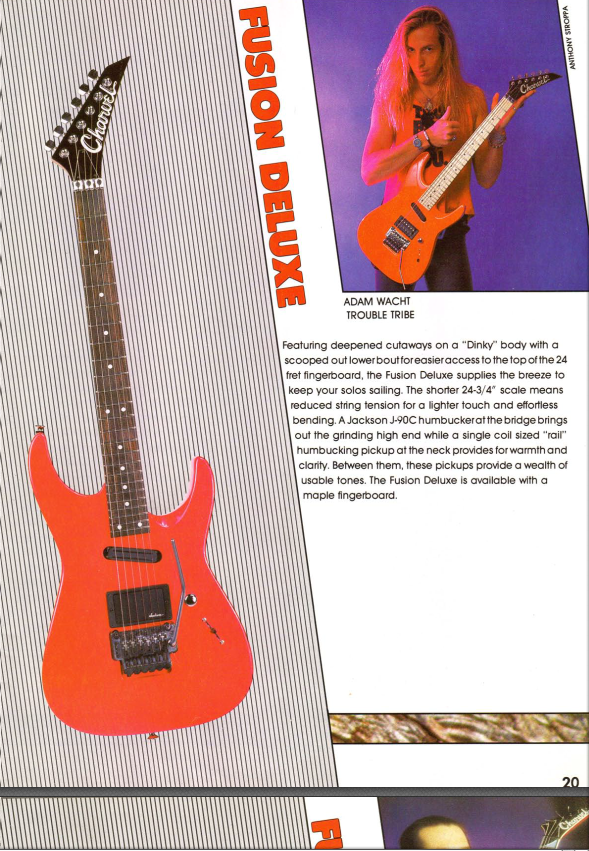 FUSION DELUXE
Charvel
ANTHONY STROPPA
Charvel
ADAM WACHT
TROUBLE TRIBE
Featuring deepened cutaways on a "Dinky" body with a
scooped out lower bout for easier access to the top of the 24
fret fingerboard, the Fusion Deluxe supplies the breeze to
keep your solos sailing. The shorter 24-3/4" scale means
reduced string tension for a lighter touch and effortless
bending. A Jackson J-90C humbucker at the bridge brings
out the grinding high end while a single coil sized "rail"
humbucking pickup at the neck provides for warmth and
clarity. Between them, these pickups provide a wealth of
usable tones. The Fusion Deluxe is available with a
maple fingerboard.
20
FU
Charvel